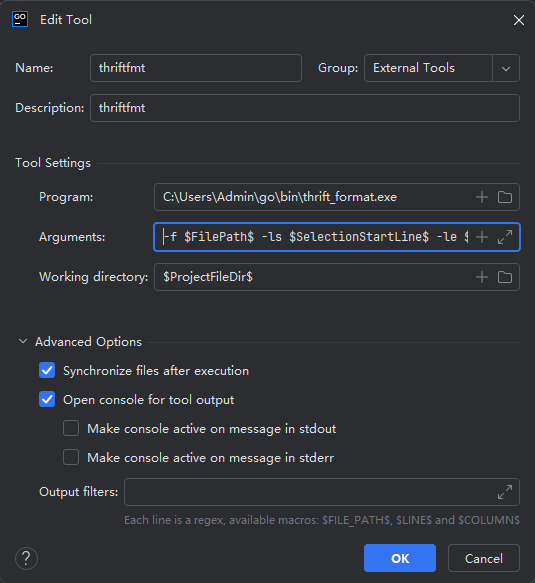 GO
Edit Tool
Name: thriftfmt Group: External Tools
Description: thriftfmt
Tool Settings
Program: C:\Users\Admin\go\bin\thrift_format.exe
Arguments: -f $FilePath$ -ls $SelectionStartLine$ -le $
Working directory: $ProjectFileDir$
Advanced Options
Synchronize files after execution
Open console for tool output
Make console active on message in stdout
Make console active on message in stderr
Output filters:
Each line is a regex, available macros: $FILE_PATH$, $LINE$ and $COLUMN$
? OK Cancel